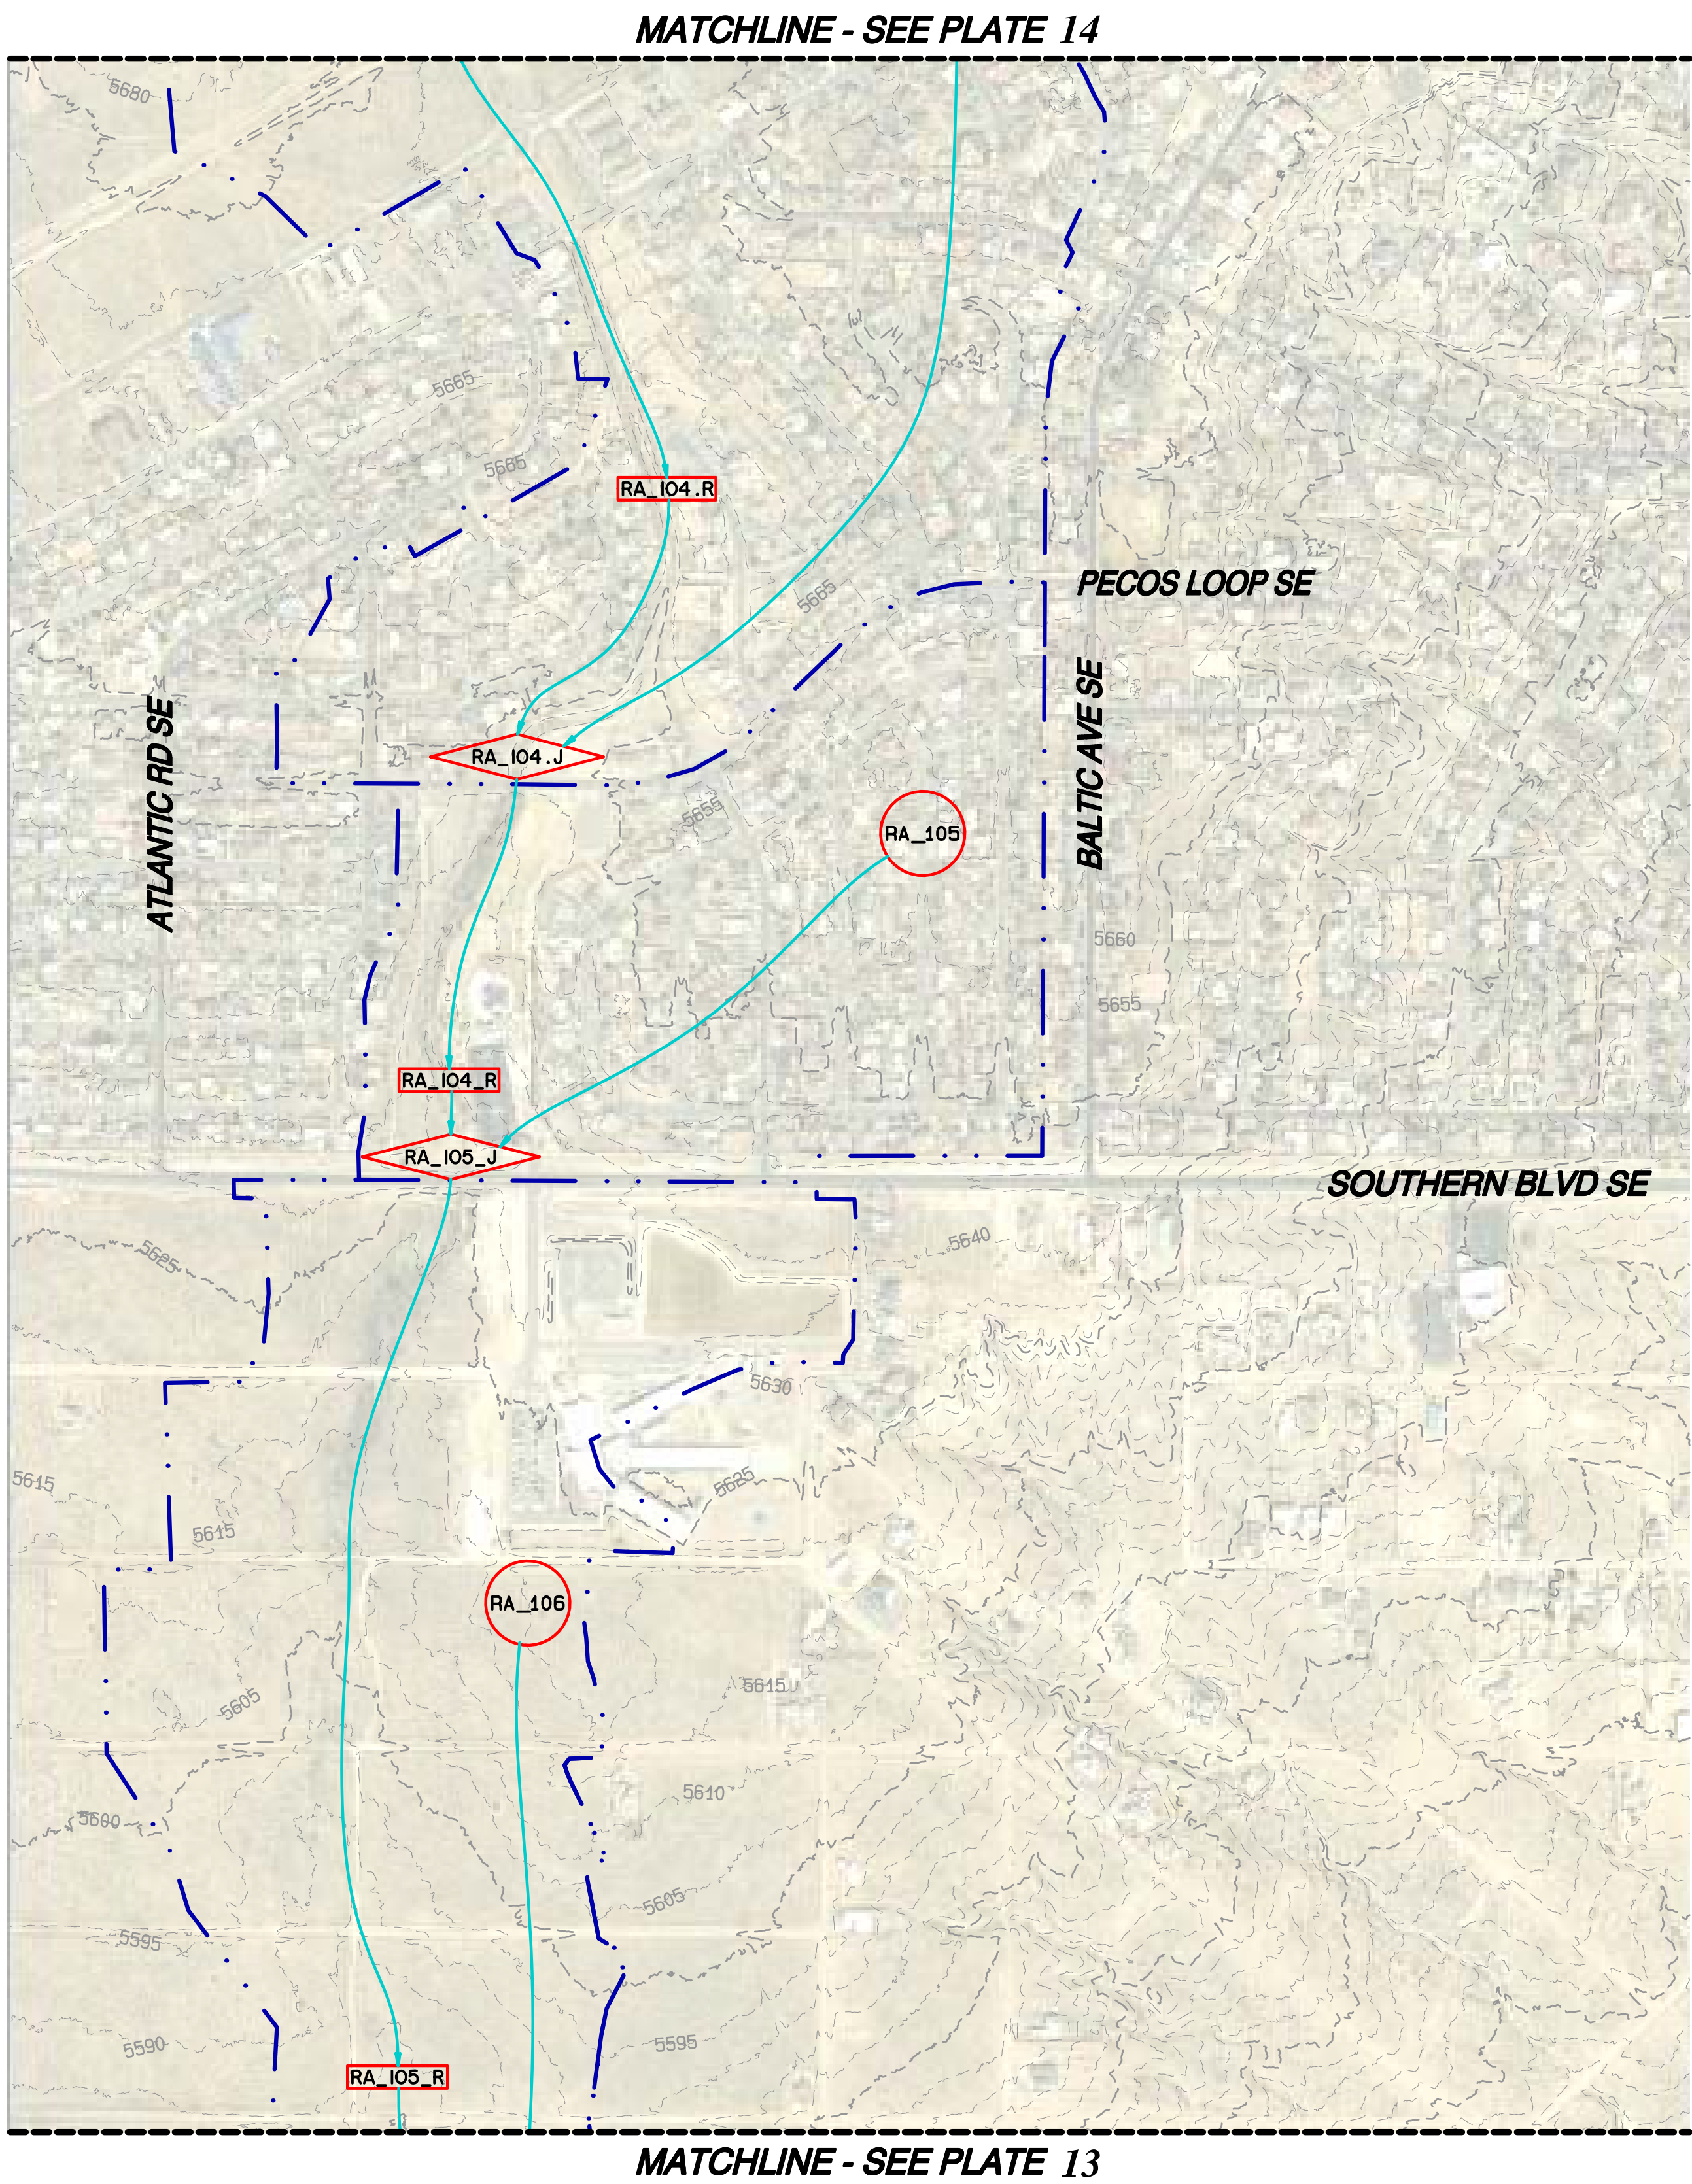 MATCHLINE - SEE PLATE 14
5680
5665
5665
RA_104.R
PECOS LOOP SE
5665
ATLANTIC RD SE
BALTIC AVE SE
RA_104.J
5655
RA_105
5660
5655
RA_104_R
RA_105_J
SOUTHERN BLVD SE
5625
5640
5630
5615
5625
5615
RA_106
5615
5605
5610
5600
5605
5595
5590
5595
RA_105_R
MATCHLINE - SEE PLATE 13